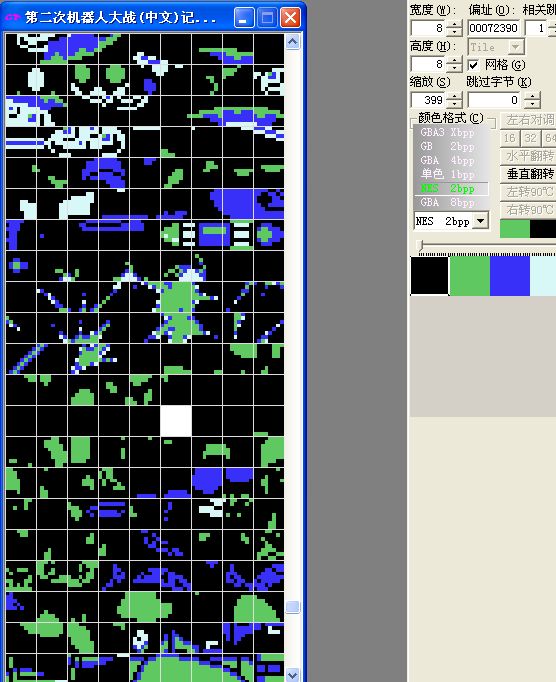 CT 第二次机器人大战(中文)记...
宽度(W): 偏址(O): 相关跳
8 00072390 1
高度(H): Tile
8 网格(G)
缩放(S) 跳过字节(K)
399 0
颜色格式(C) 左右对调
GBA3 Xbpp 16 32 64
GB 2bpp 水平翻转
GBA 4bpp
单色 1bpp 垂直翻转
NES 2bpp 左转90℃
GBA 8bpp 右转90℃
NES 2bpp